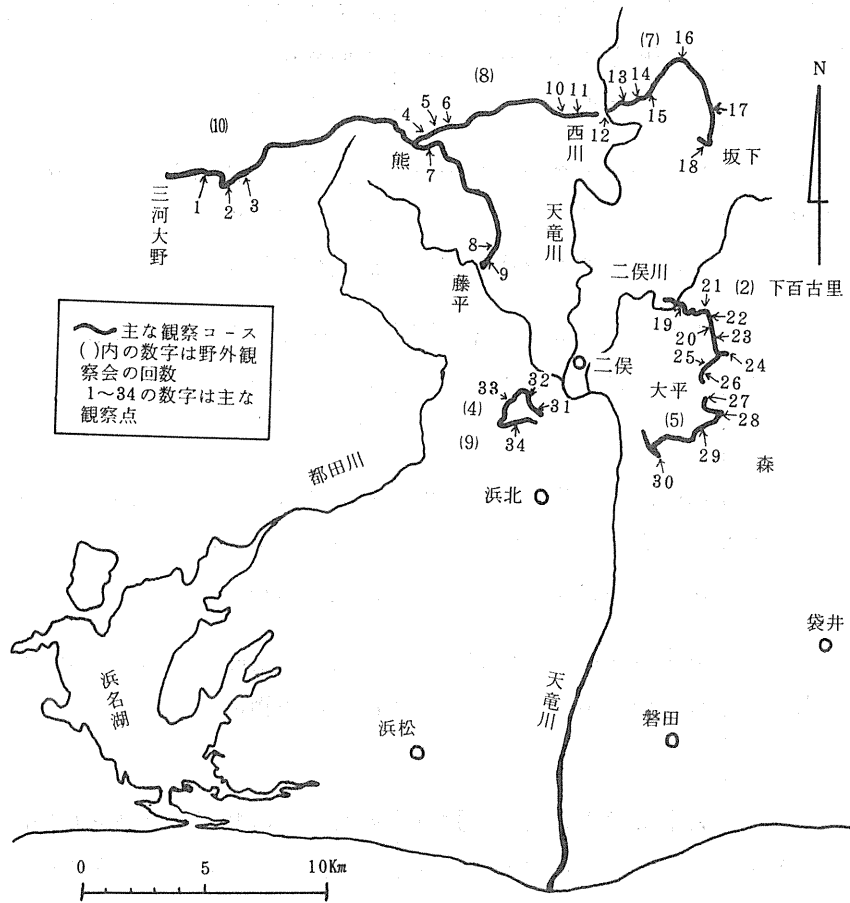 16
(7)
13 14
15
17
12
18
坂下
N
(8)
10 11
西川
5 6
4
7
熊
(10)
1 2 3
三河大野
8
9
藤平
天竜川
二俣川
21 (2)
下百古里
19
22
20
23
24
25
26
大平
27
28
(5)
29
30
森
二俣
33 32
(4)
31
(9) 34
主な観察コース
( )内の数字は野外観
察会の回数
1〜34の数字は主な
観察点
都田川
浜北
袋井
浜名湖
天竜川
浜松
磐田
0 5 10Km